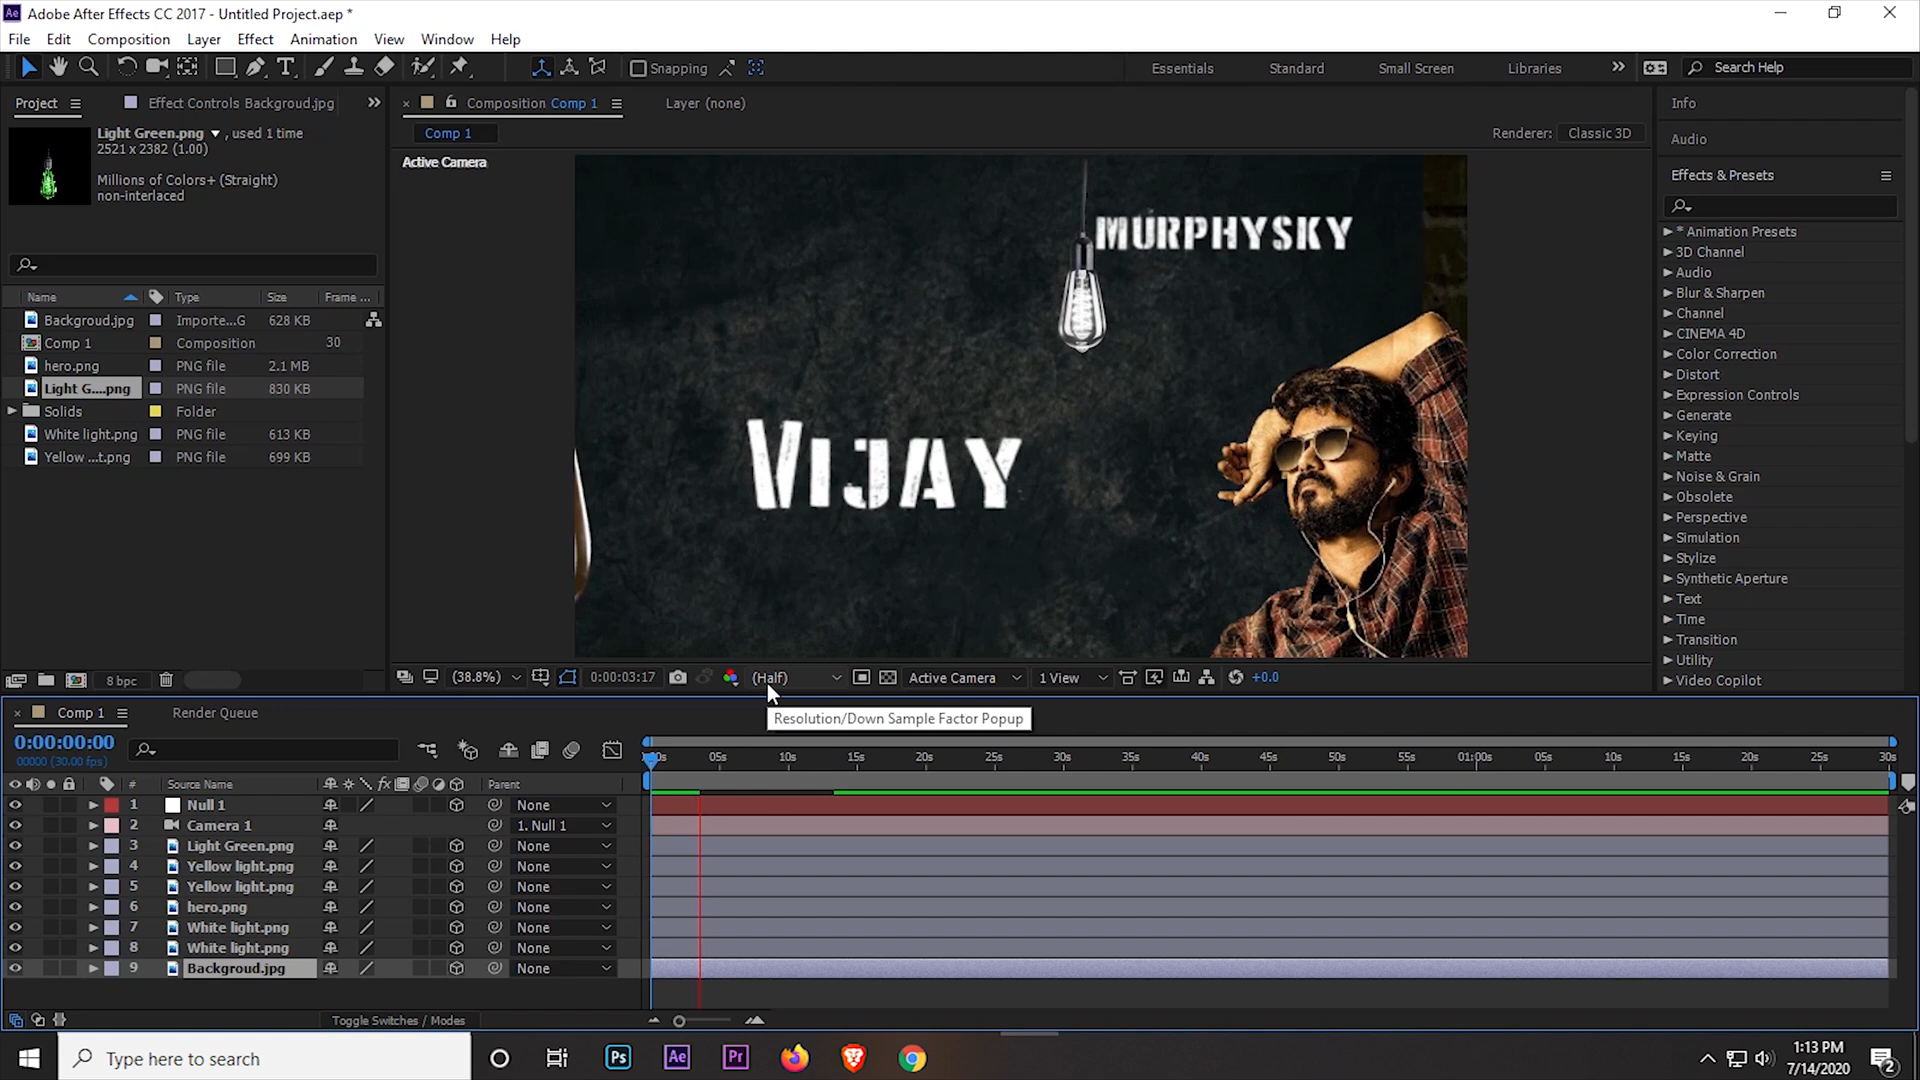 Ae Adobe After Effects CC 2017 - Untitled Project.aep *
File Edit Composition Layer Effect Animation View Window Help
Snapping Essentials Standard Small Screen Libraries Search Help
Project Effect Controls Backgroud.jpg
Light Green.png , used 1 time
2521 x 2382 (1.00)
Millions of Colors+ (Straight)
non-interlaced
Name Type Size Frame ...
Backgroud.jpg Importe...G 628 KB
Comp 1 Composition 30
hero.png PNG file 2.1 MB
Light G....png PNG file 830 KB
Solids Folder
White light.png PNG file 613 KB
Yellow ...t.png PNG file 699 KB
8 bpc
Composition Comp 1 Layer (none)
Comp 1 Renderer: Classic 3D
Active Camera
MURPHYSKY
VIJAY
(38.8%) 0:00:03:17 (Half) Active Camera 1 View +0.0
Resolution/Down Sample Factor Popup
Info
Audio
Effects & Presets
* Animation Presets
3D Channel
Audio
Blur & Sharpen
Channel
CINEMA 4D
Color Correction
Distort
Expression Controls
Generate
Keying
Matte
Noise & Grain
Obsolete
Perspective
Simulation
Stylize
Synthetic Aperture
Text
Time
Transition
Utility
Video Copilot
Comp 1 Render Queue
0:00:00:00
00000 (30.00 fps)
:00s 05s 10s 15s 20s 25s 30s 35s 40s 45s 50s 55s 01:00s 05s 10s 15s 20s 25s 30s
# Source Name fx Parent
1 Null 1 None
2 Camera 1 1. Null 1
3 Light Green.png None
4 Yellow light.png None
5 Yellow light.png None
6 hero.png None
7 White light.png None
8 White light.png None
9 Backgroud.jpg None
Toggle Switches / Modes
Type here to search Ps Ae Pr
1:13 PM
7/14/2020
2